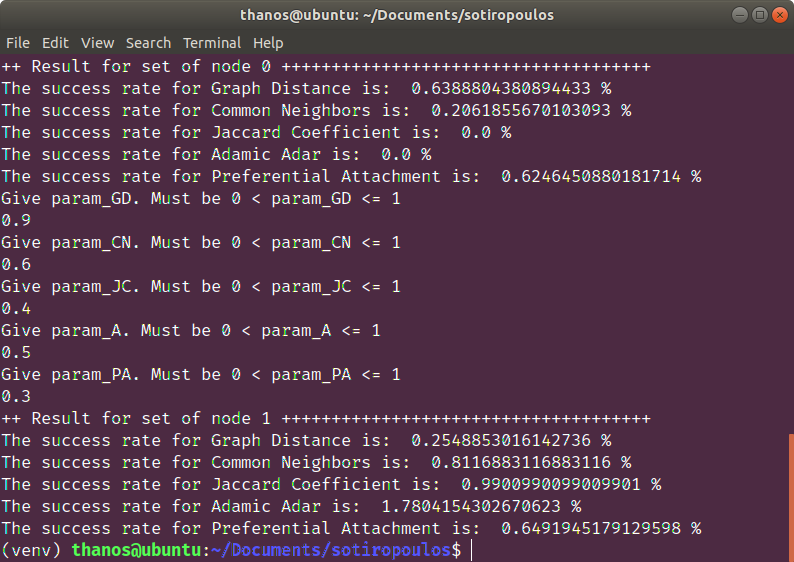 thanos@ubuntu: ~/Documents/sotiropoulos
File Edit View Search Terminal Help
++ Result for set of node 0 +++++++++++++++++++++++++++++++++++++
The success rate for Graph Distance is:  0.6388804380894433 %
The success rate for Common Neighbors is:  0.2061855670103093 %
The success rate for Jaccard Coefficient is:  0.0 %
The success rate for Adamic Adar is:  0.0 %
The success rate for Preferential Attachment is:  0.6246450880181714 %
Give param_GD. Must be 0 < param_GD <= 1
0.9
Give param_CN. Must be 0 < param_CN <= 1
0.6
Give param_JC. Must be 0 < param_JC <= 1
0.4
Give param_A. Must be 0 < param_A <= 1
0.5
Give param_PA. Must be 0 < param_PA <= 1
0.3
++ Result for set of node 1 +++++++++++++++++++++++++++++++++++++
The success rate for Graph Distance is:  0.2548853016142736 %
The success rate for Common Neighbors is:  0.8116883116883116 %
The success rate for Jaccard Coefficient is:  0.9900990099009901 %
The success rate for Adamic Adar is:  1.7804154302670623 %
The success rate for Preferential Attachment is:  0.6491945179129598 %
(venv) thanos@ubuntu:~/Documents/sotiropoulos$